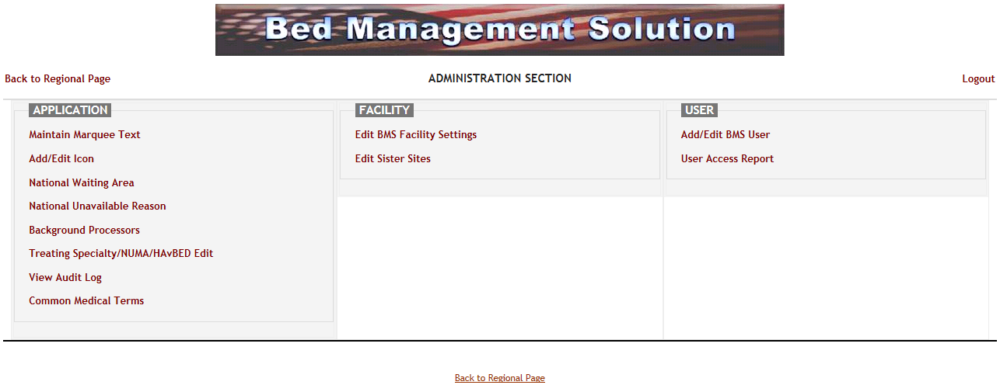 Bed Management Solution
Back to Regional Page
ADMINISTRATION SECTION
Logout
APPLICATION
Maintain Marquee Text
Add/Edit Icon
National Waiting Area
National Unavailable Reason
Background Processors
Treating Specialty/NUMA/HAvBED Edit
View Audit Log
Common Medical Terms
FACILITY
Edit BMS Facility Settings
Edit Sister Sites
USER
Add/Edit BMS User
User Access Report
Back to Regional Page